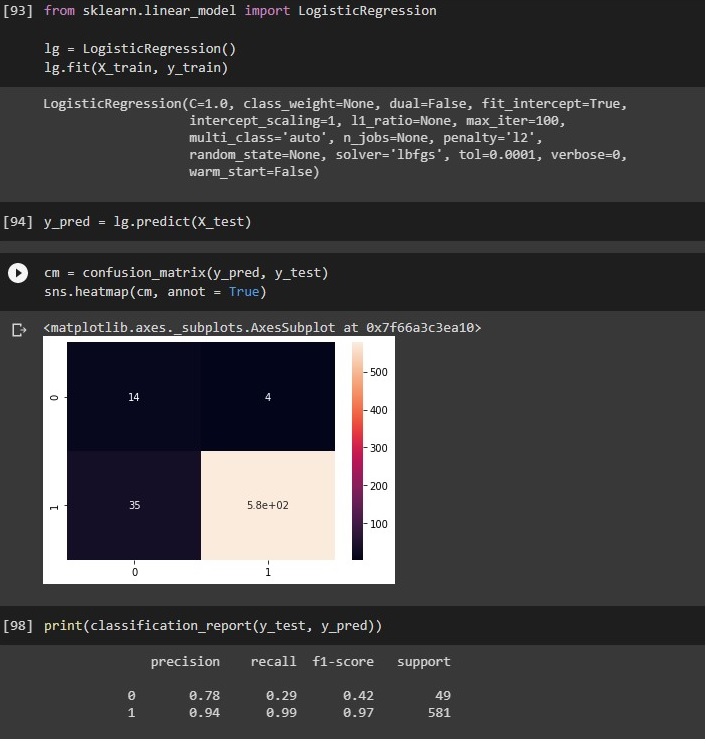 [93] from sklearn.linear_model import LogisticRegression
lg = LogisticRegression()
lg.fit(X_train, y_train)
LogisticRegression(C=1.0, class_weight=None, dual=False, fit_intercept=True,
intercept_scaling=1, l1_ratio=None, max_iter=100,
multi_class='auto', n_jobs=None, penalty='l2',
random_state=None, solver='lbfgs', tol=0.0001, verbose=0,
warm_start=False)
[94] y_pred = lg.predict(X_test)
cm = confusion_matrix(y_pred, y_test)
sns.heatmap(cm, annot = True)
<matplotlib.axes._subplots.AxesSubplot at 0x7f66a3c3ea10>
500
0 14 4
400
300
200
1 35 5.8e+02
100
0 1
[98] print(classification_report(y_test, y_pred))
precision recall f1-score support
0 0.78 0.29 0.42 49
1 0.94 0.99 0.97 581